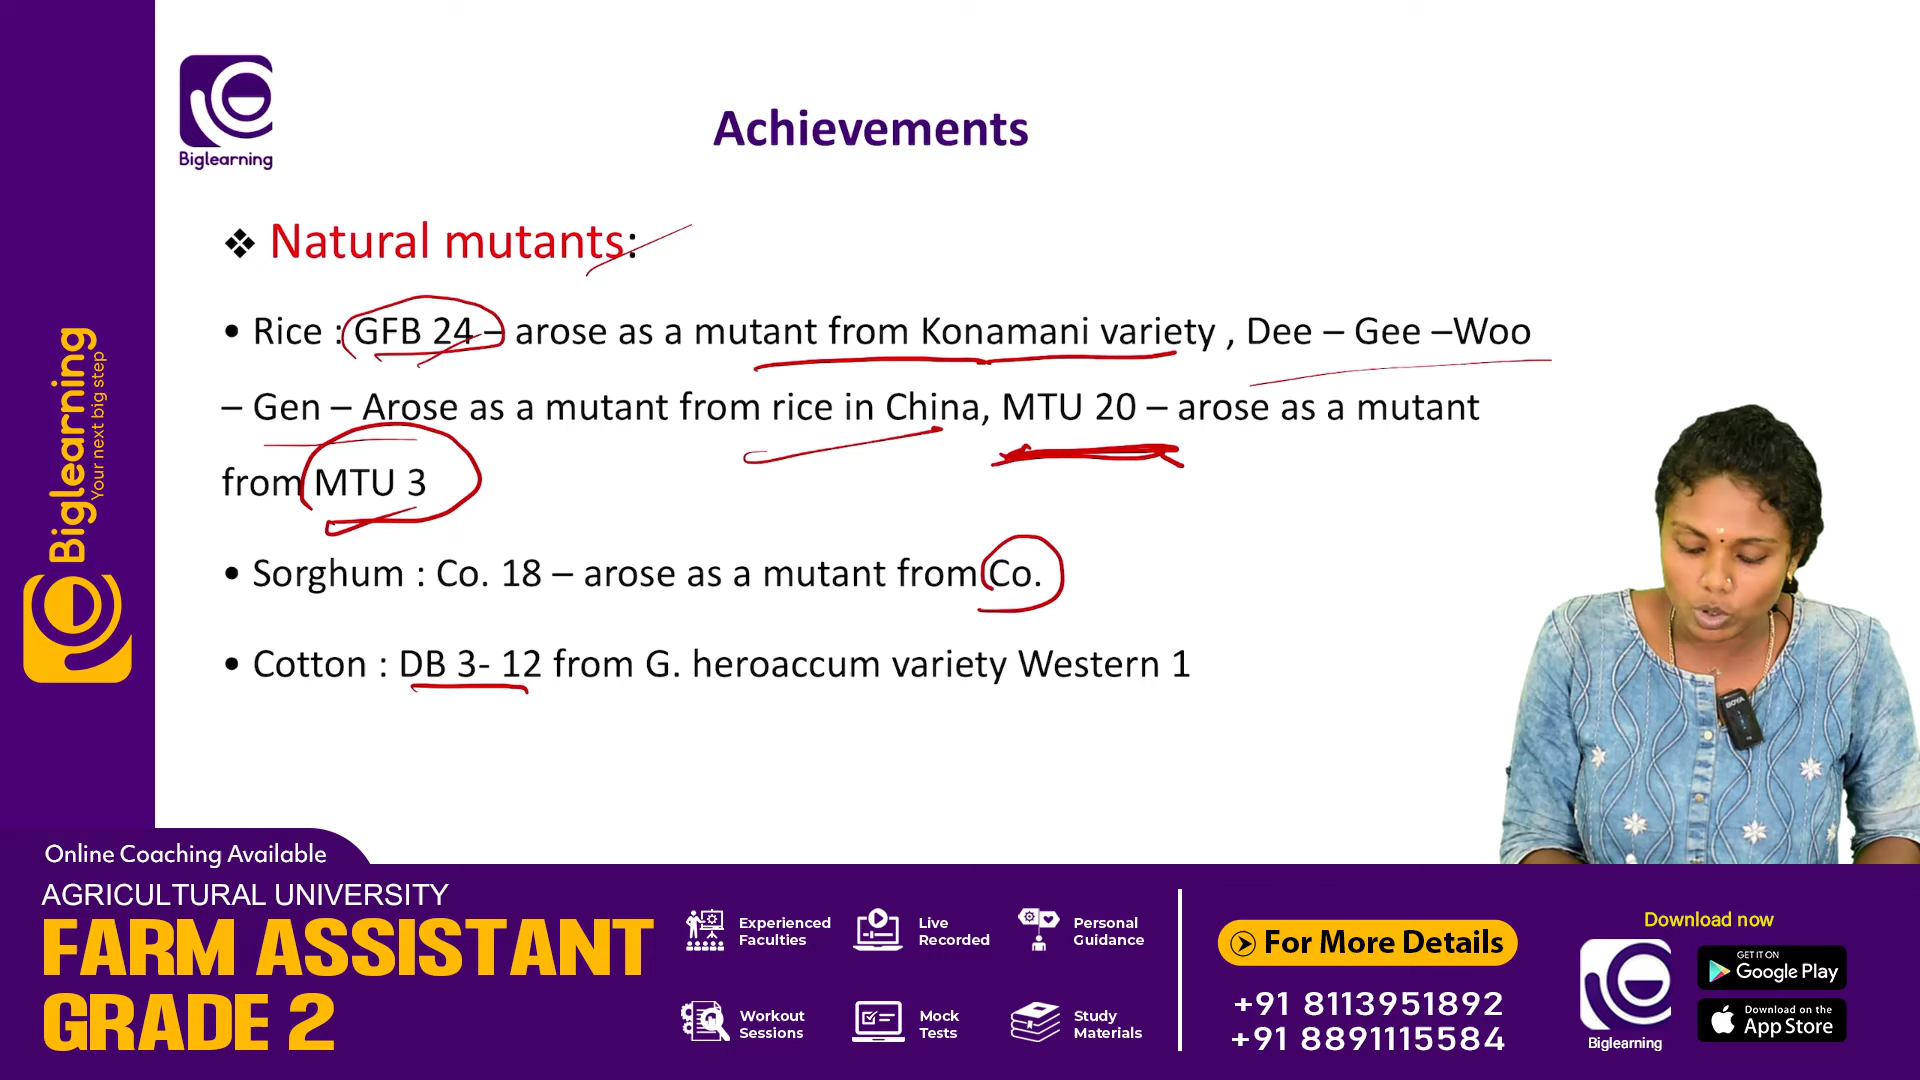 Biglearning
Achievements
❖ Natural mutants:
• Rice : GFB 24 – arose as a mutant from Konamani variety , Dee – Gee –Woo
– Gen – Arose as a mutant from rice in China, MTU 20 – arose as a mutant
from MTU 3
• Sorghum : Co. 18 – arose as a mutant from Co.
• Cotton : DB 3- 12 from G. heroaccum variety Western 1
Biglearning
Your next big step
BOYA
Online Coaching Available
AGRICULTURAL UNIVERSITY
FARM ASSISTANT
GRADE 2
Experienced
Faculties
Live
Recorded
Personal
Guidance
Workout
Sessions
Mock
Tests
Study
Materials
For More Details
+91 8113951892
+91 8891115584
Download now
Biglearning
GET IT ON
Google Play
Download on the
App Store